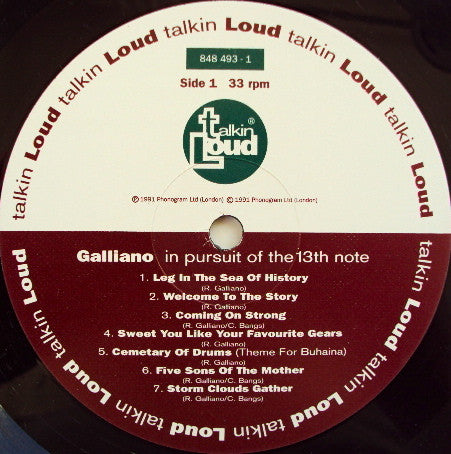 talkin Loud talkin Loud talkin Loud talkin Loud talkin Loud talkin Loud talkin Loud talkin Loud
848 493 - 1
Side 1 33 rpm
talkin Loud ®
℗ 1991 Phonogram Ltd (London) © 1991 Phonogram Ltd (London)
Galliano in pursuit of the 13th note
1. Leg In The Sea Of History
(R. Galliano)
2. Welcome To The Story
(R. Galliano)
3. Coming On Strong
(R. Galliano/C. Bangs)
4. Sweet You Like Your Favourite Gears
(R. Galliano)
5. Cemetary Of Drums (Theme For Buhaina)
(R. Galliano)
6. Five Sons Of The Mother
(R. Galliano/C. Bangs)
7. Storm Clouds Gather
(R. Galliano/C. Bangs)